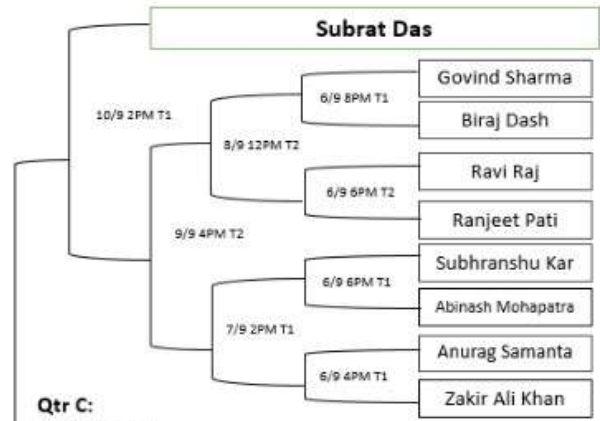 Subrat Das
Govind Sharma
6/9 8PM T1
10/9 2PM T1
Biraj Dash
8/9 12PM T2
Ravi Raj
6/9 6PM T2
Ranjeet Pati
9/9 4PM T2
Subhranshu Kar
6/9 6PM T1
Abinash Mohapatra
7/9 2PM T1
Anurag Samanta
6/9 4PM T1
Zakir Ali Khan
Qtr C: